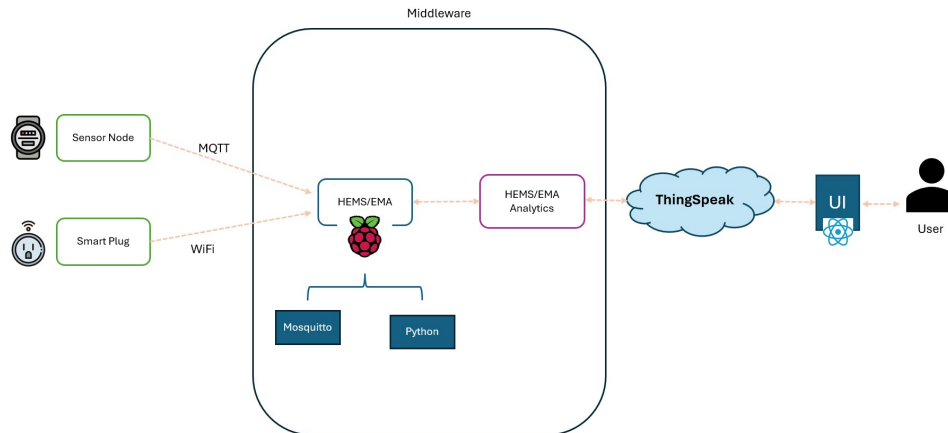 Middleware
Sensor Node
MQTT
Smart Plug
WiFi
HEMS/EMA
Mosquitto
Python
HEMS/EMA
Analytics
ThingSpeak
UI
User